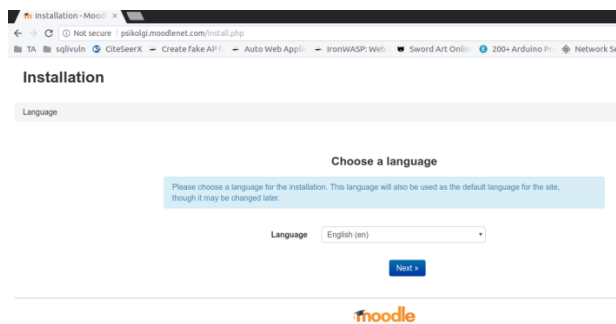 Installation - Mood
Not secure | psikolgi.moodlenet.com/install.php
TA sqlivuln CiteSeerX Create fake AP Auto Web Appli IronWASP: Web Sword Art Onlin 200+ Arduino Pr Network Se
Installation
Language
Choose a language
Please choose a language for the installation. This language will also be used as the default language for the site,
though it may be changed later.
Language English (en)
Next »
moodle